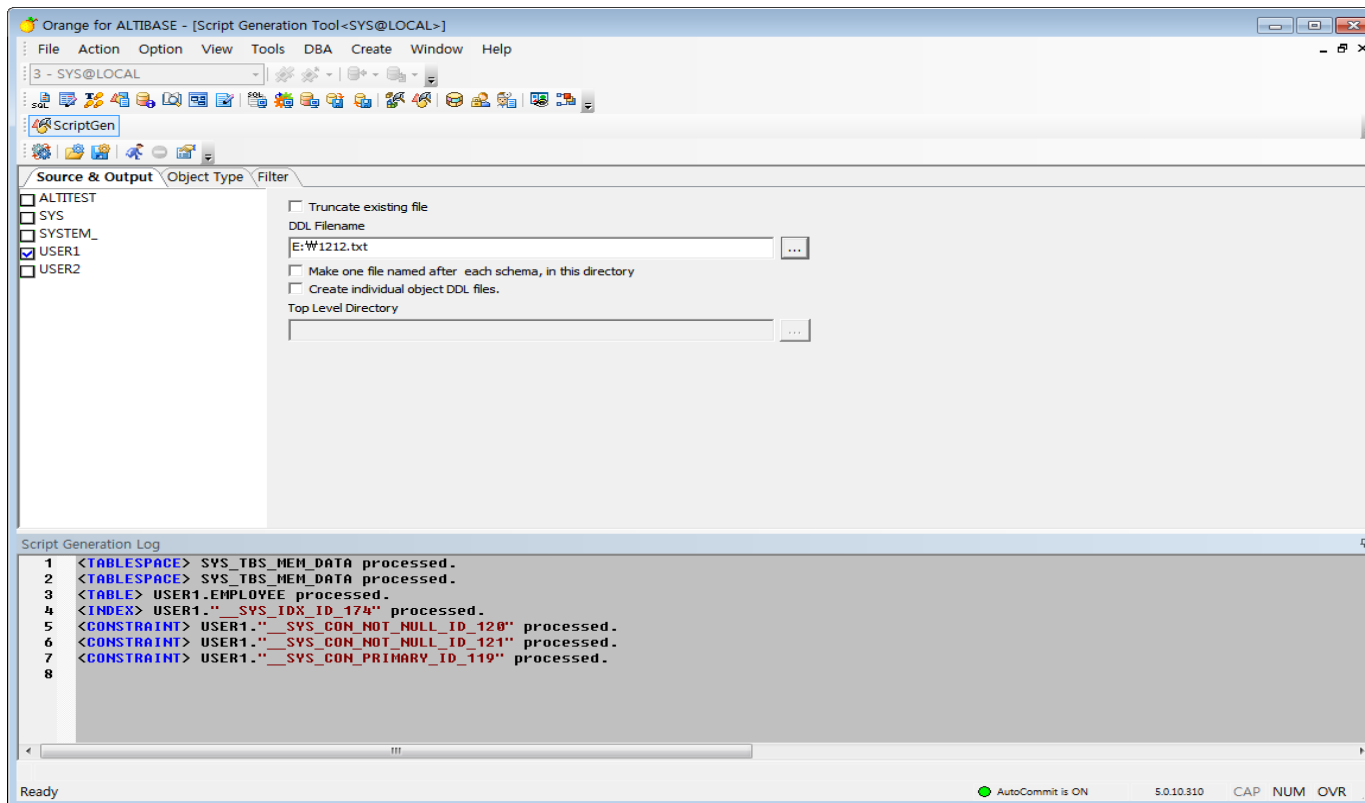 Orange for ALTIBASE - [Script Generation Tool<SYS@LOCAL>]
File Action Option View Tools DBA Create Window Help
3 - SYS@LOCAL
SQL
ScriptGen
Source & Output Object Type Filter
ALTITEST
SYS
SYSTEM_
USER1
USER2
Truncate existing file
DDL Filename
E:₩1212.txt
...
Make one file named after each schema, in this directory
Create individual object DDL files.
Top Level Directory
...
Script Generation Log
1 <TABLESPACE> SYS_TBS_MEM_DATA processed.
2 <TABLESPACE> SYS_TBS_MEM_DATA processed.
3 <TABLE> USER1.EMPLOYEE processed.
4 <INDEX> USER1."__SYS_IDX_ID_174" processed.
5 <CONSTRAINT> USER1."__SYS_CON_NOT_NULL_ID_120" processed.
6 <CONSTRAINT> USER1."__SYS_CON_NOT_NULL_ID_121" processed.
7 <CONSTRAINT> USER1."__SYS_CON_PRIMARY_ID_119" processed.
8
Ready AutoCommit is ON 5.0.10.310 CAP NUM OVR